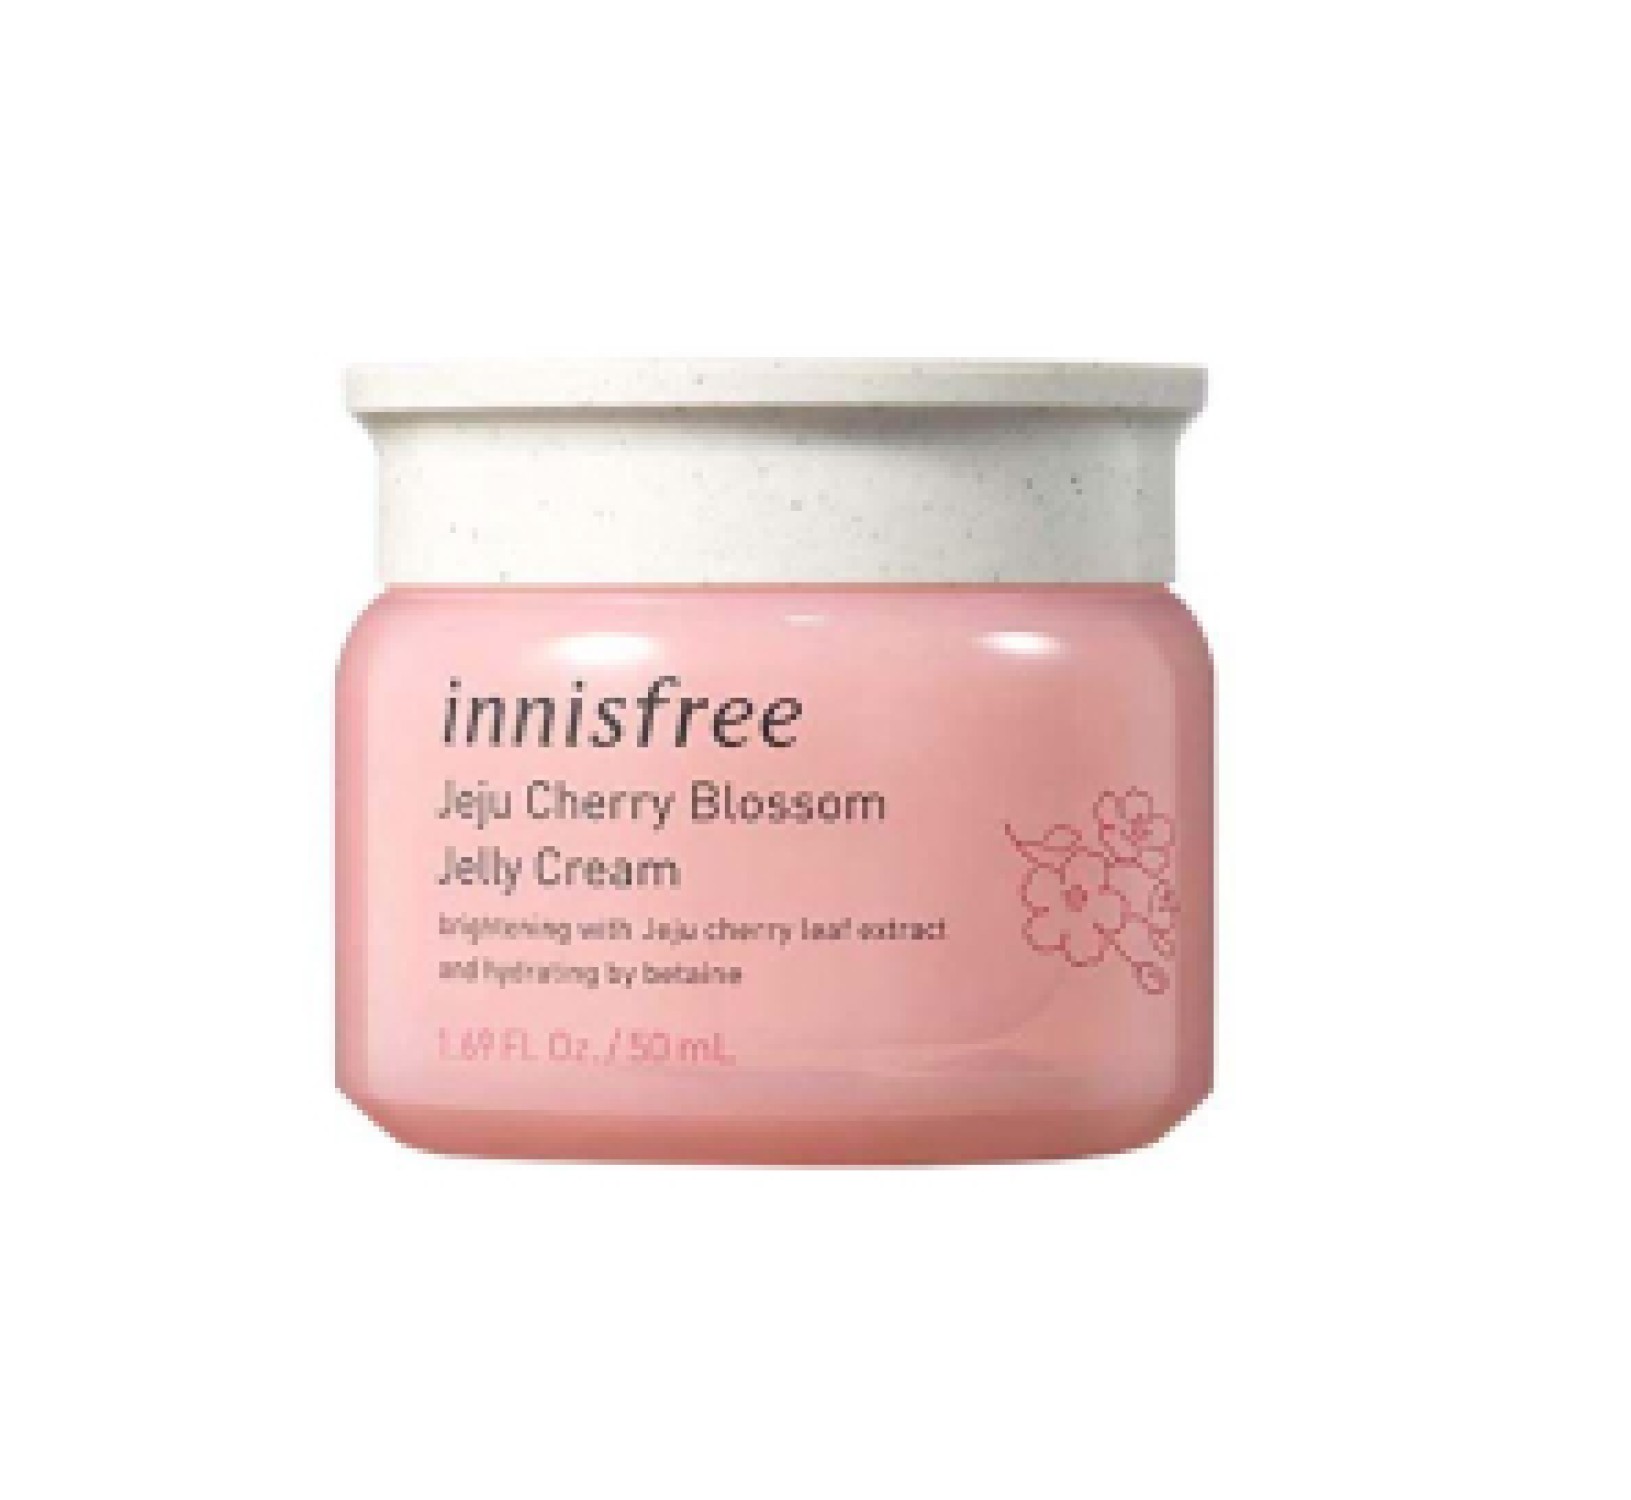 innisfree
Jeju Cherry Blossom
Jelly Cream
brightening with Jeju cherry leaf extract
and hydrating by betaine
1.69 FL. Oz. / 50 mL